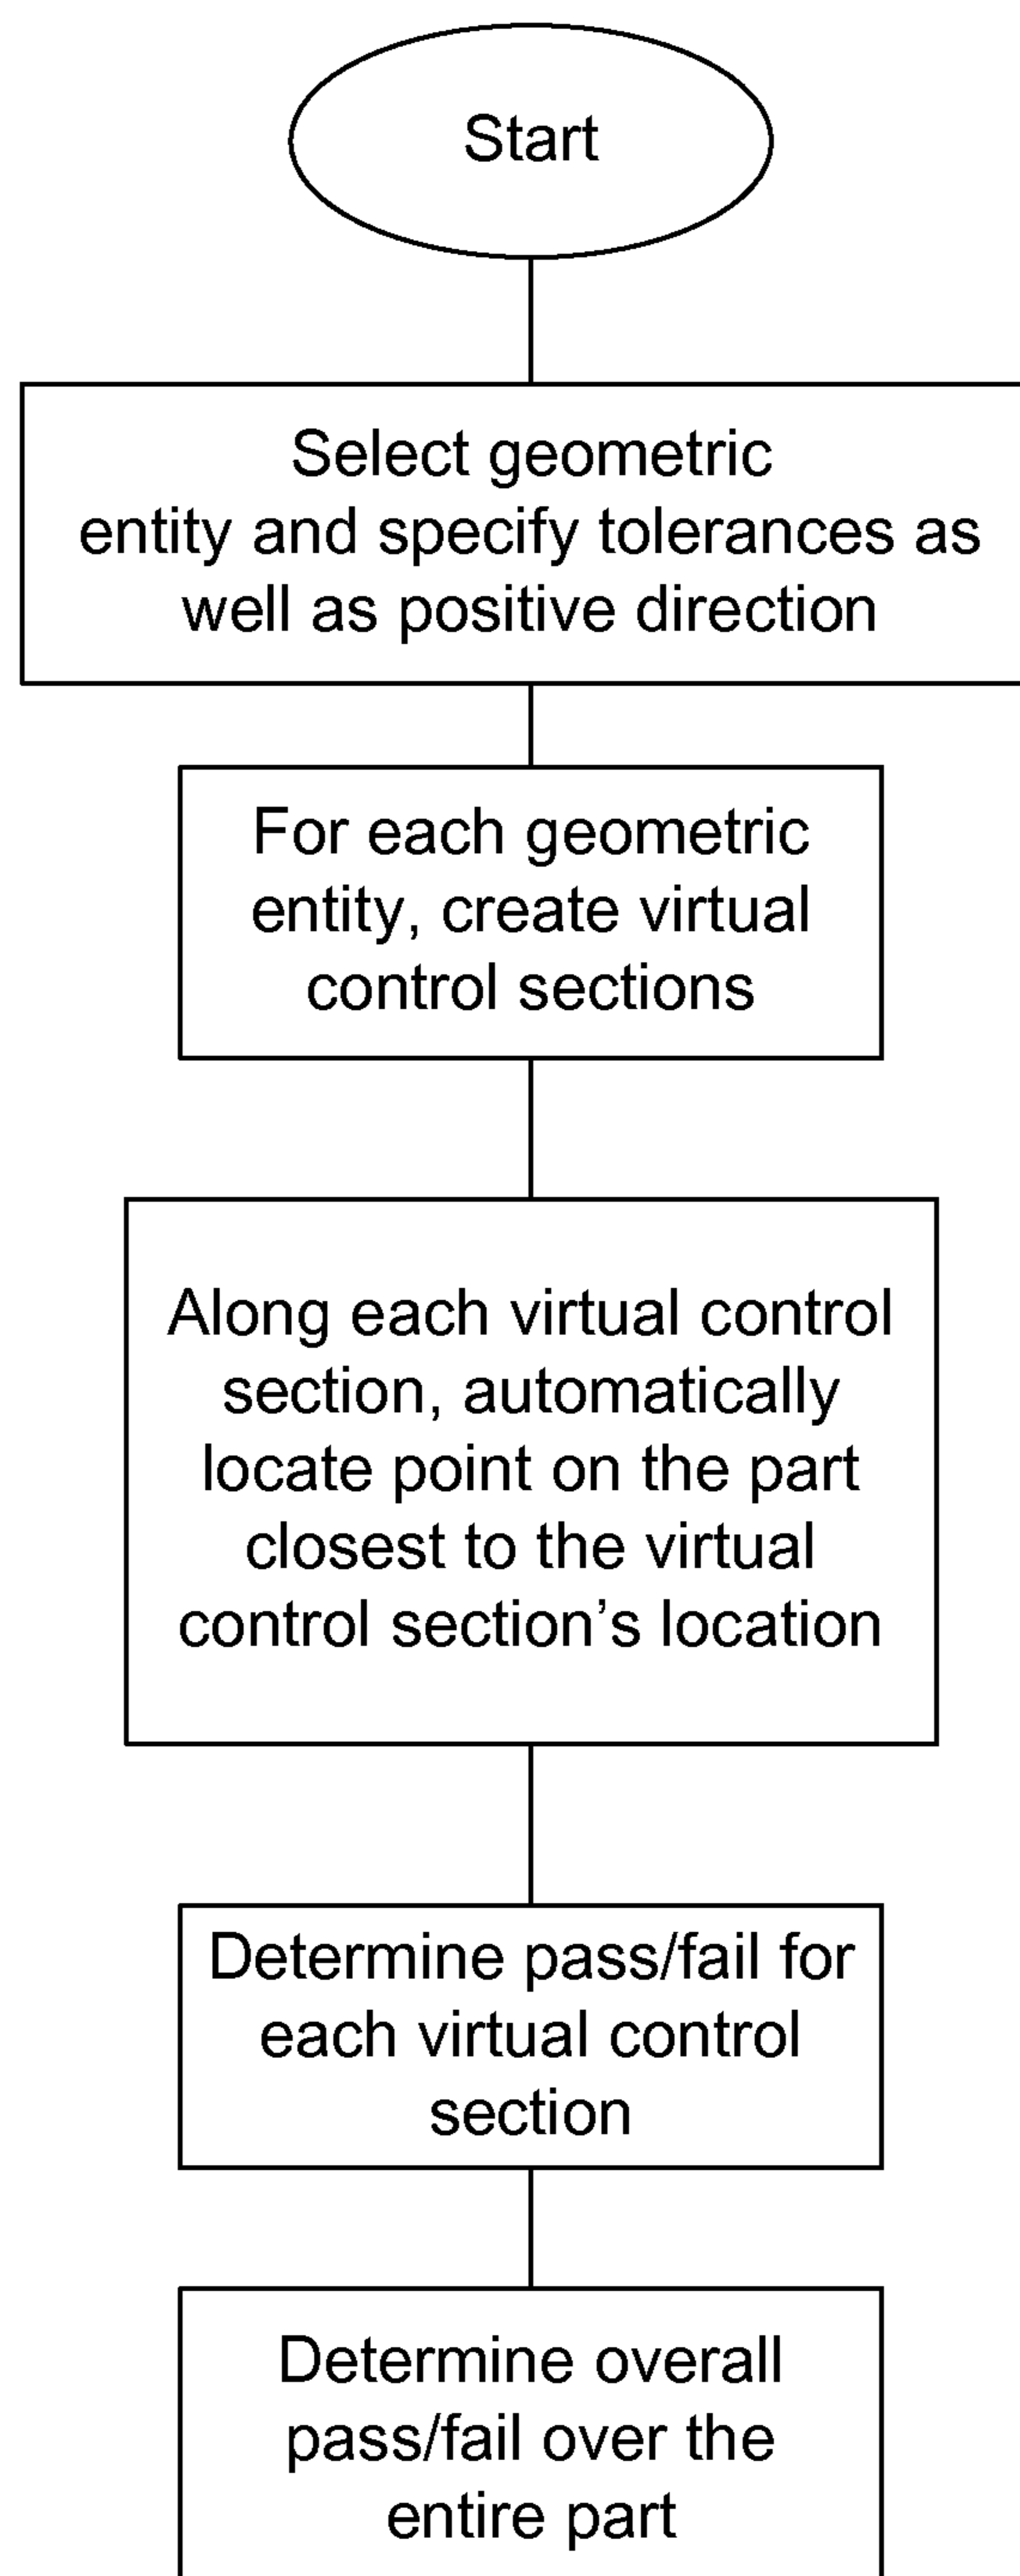 Start
Select geometric
entity and specify tolerances as
well as positive direction
For each geometric
entity, create virtual
control sections
Along each virtual control
section, automatically
locate point on the part
closest to the virtual
control section’s location
Determine pass/fail for
each virtual control
section
Determine overall
pass/fail over the
entire part